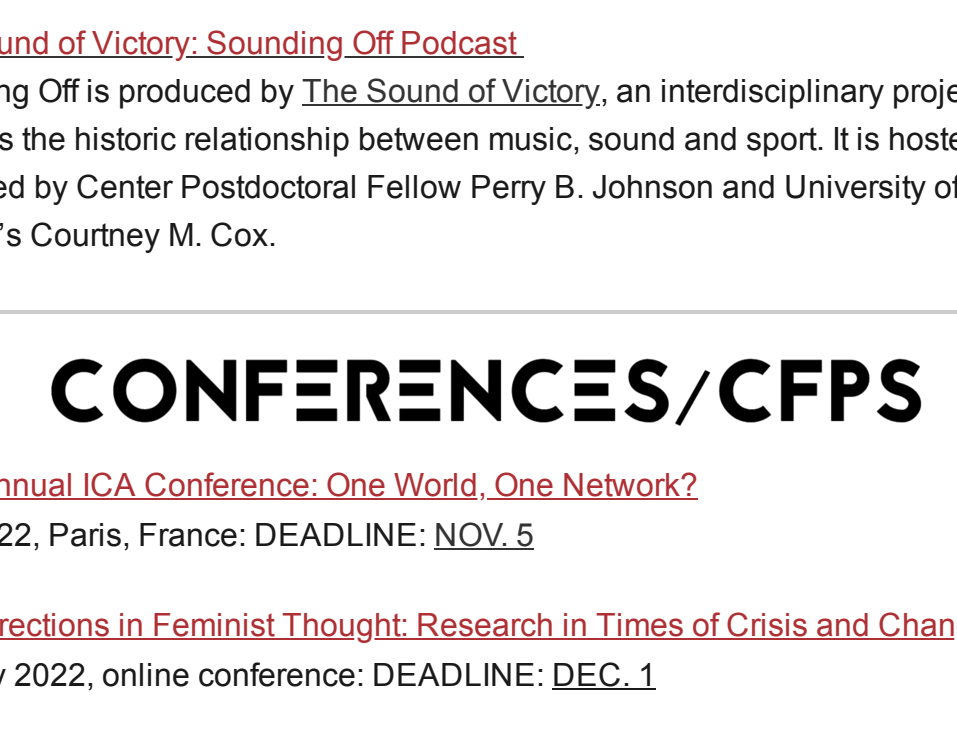 und of Victory: Sounding Off Podcast
ng Off is produced by The Sound of Victory, an interdisciplinary proje
s the historic relationship between music, sound and sport. It is hoste
ed by Center Postdoctoral Fellow Perry B. Johnson and University of
's Courtney M. Cox.
CONFERENCES/CFPS
nnual ICA Conference: One World, One Network?
22, Paris, France: DEADLINE: NOV. 5
rections in Feminist Thought: Research in Times of Crisis and Chan
y 2022, online conference: DEADLINE: DEC. 1